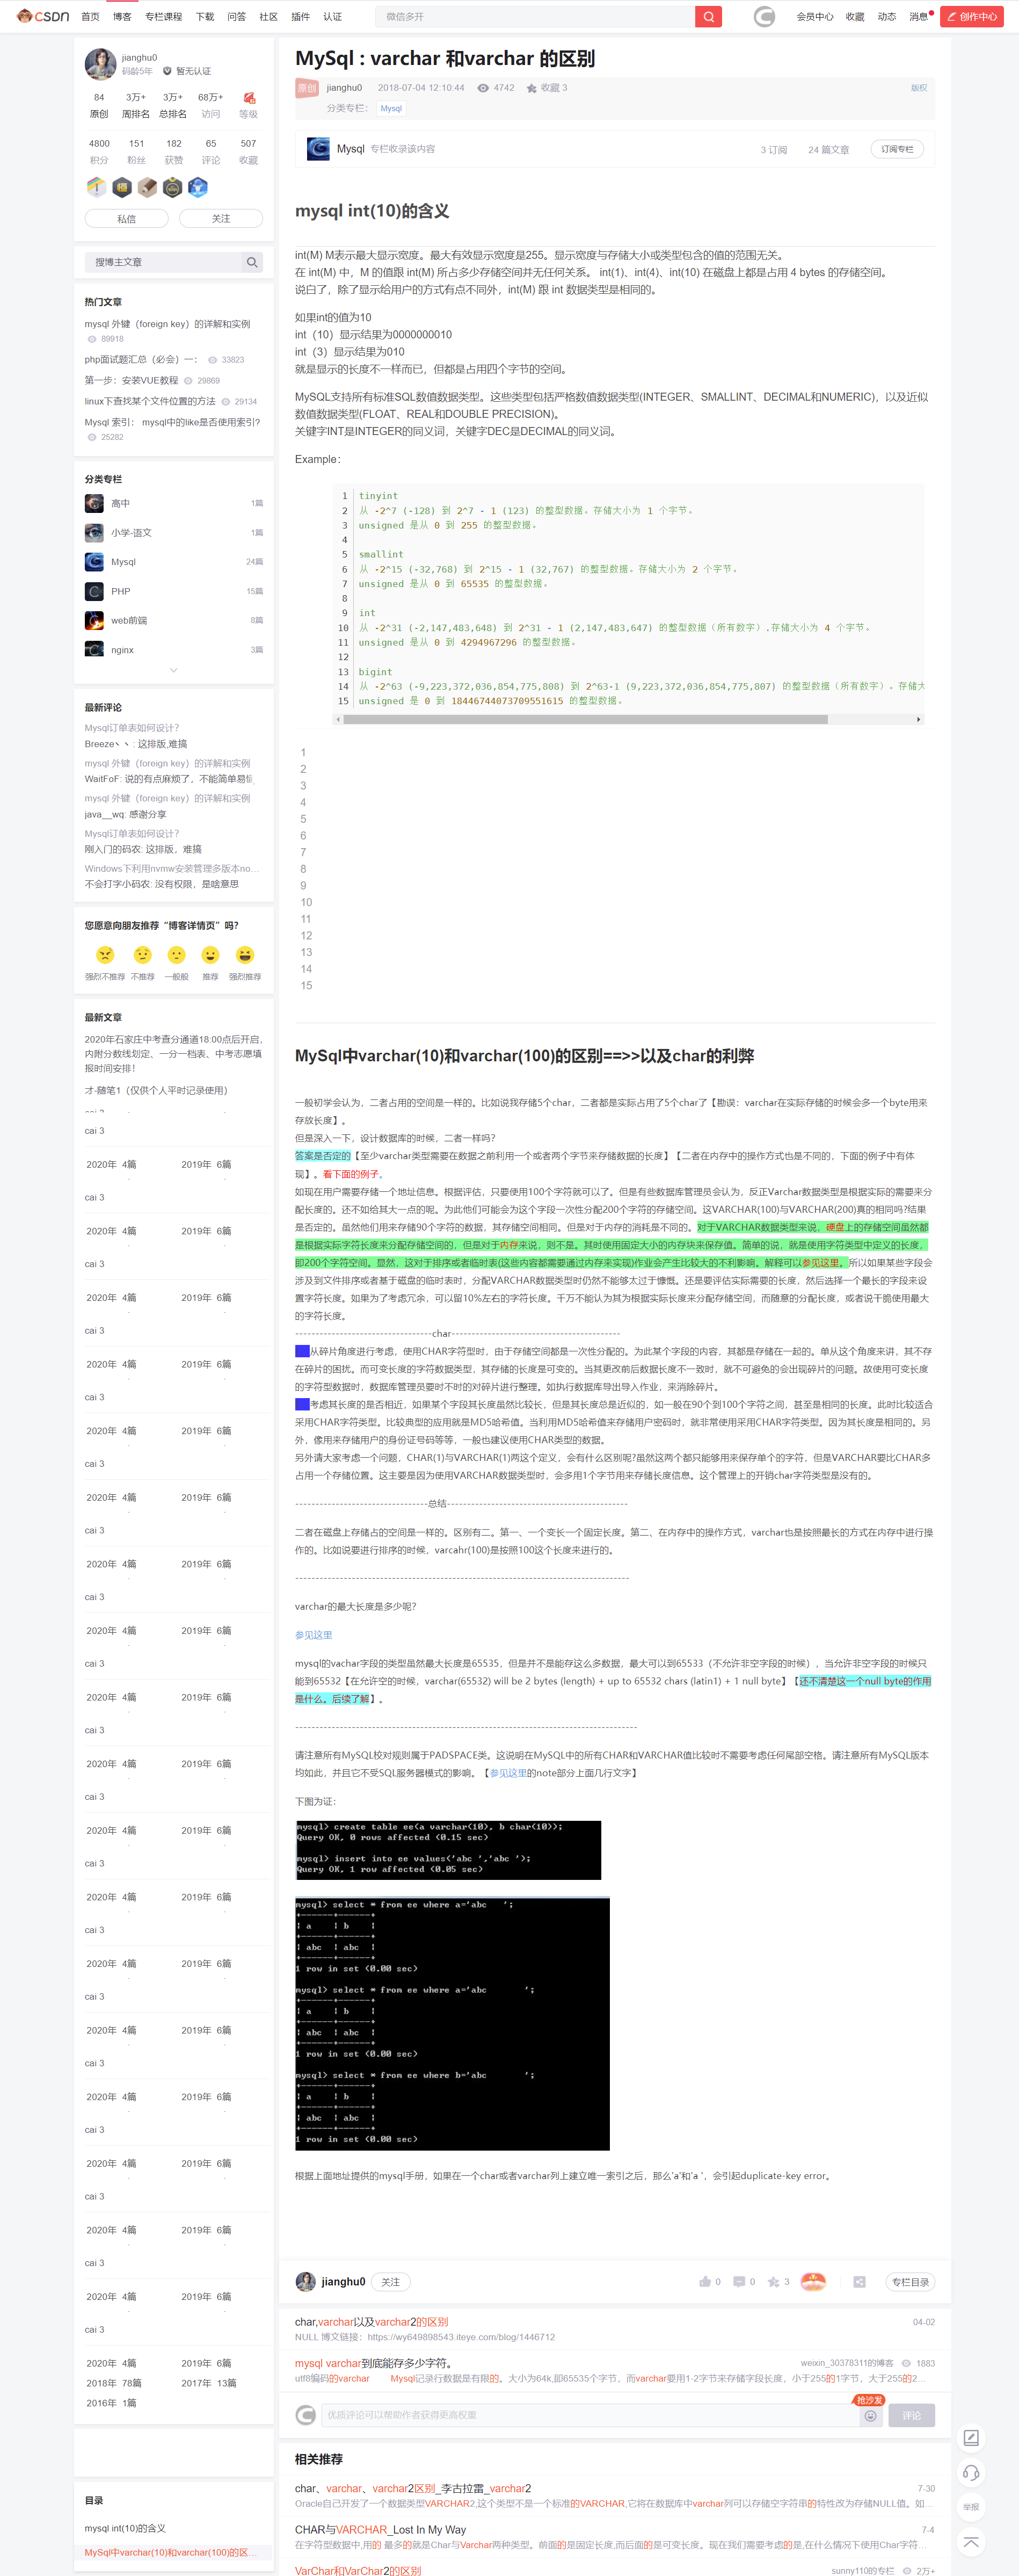 CSDN 首页 博客 专栏课程 下载 问答 社区 插件 认证 微信多开 会员中心 收藏 动态 消息 创作中心
jianghu0
码龄5年 暂无认证
84 3万+ 3万+ 68万+
原创 周排名 总排名 访问 等级
4800 151 182 65 507
积分 粉丝 获赞 评论 收藏
私信 关注
搜博主文章
热门文章
mysql 外键（foreign key）的详解和实例
89918
php面试题汇总（必会）一： 33823
第一步：安装VUE教程 29869
linux下查找某个文件位置的方法 29134
Mysql 索引： mysql中的like是否使用索引?
25282
分类专栏
高中 1篇
小学-语文 1篇
Mysql 24篇
PHP 15篇
web前端 8篇
nginx 3篇
最新评论
Mysql订单表如何设计？
Breeze丶丶: 这排版,难搞
mysql 外键（foreign key）的详解和实例
WaitFoF: 说的有点麻烦了，不能简单易
mysql 外键（foreign key）的详解和实例
java__wq: 感谢分享
Mysql订单表如何设计？
刚入门的码农: 这排版，难搞
Windows下利用nvmw安装管理多版本no…
不会打字小码农: 没有权限，是啥意思
您愿意向朋友推荐“博客详情页”吗？
强烈不推荐 不推荐 一般般 推荐 强烈推荐
最新文章
2020年石家庄中考查分通道18:00点后开启，
内附分数线划定、一分一档表、中考志愿填
报时间安排！
才-随笔1（仅供个人平时记录使用）
cai 3
2020年 4篇 2019年 6篇
cai 3
2020年 4篇 2019年 6篇
cai 3
2020年 4篇 2019年 6篇
cai 3
2020年 4篇 2019年 6篇
cai 3
2020年 4篇 2019年 6篇
cai 3
2020年 4篇 2019年 6篇
cai 3
2020年 4篇 2019年 6篇
cai 3
2020年 4篇 2019年 6篇
cai 3
2020年 4篇 2019年 6篇
cai 3
2020年 4篇 2019年 6篇
cai 3
2020年 4篇 2019年 6篇
cai 3
2020年 4篇 2019年 6篇
cai 3
2020年 4篇 2019年 6篇
cai 3
2020年 4篇 2019年 6篇
cai 3
2020年 4篇 2019年 6篇
cai 3
2020年 4篇 2019年 6篇
cai 3
2020年 4篇 2019年 6篇
cai 3
2020年 4篇 2019年 6篇
cai 3
2020年 4篇 2019年 6篇
2018年 78篇 2017年 13篇
2016年 1篇
目录
mysql int(10)的含义
MySql中varchar(10)和varchar(100)的区…
MySql : varchar 和varchar 的区别
原创 jianghu0 2018-07-04 12:10:44 4742 收藏 3 版权
分类专栏： Mysql
Mysql 专栏收录该内容 3 订阅 24 篇文章 订阅专栏
mysql int(10)的含义
int(M) M表示最大显示宽度。最大有效显示宽度是255。显示宽度与存储大小或类型包含的值的范围无关。
在 int(M) 中，M 的值跟 int(M) 所占多少存储空间并无任何关系。 int(1)、int(4)、int(10) 在磁盘上都是占用 4 bytes 的存储空间。
说白了，除了显示给用户的方式有点不同外，int(M) 跟 int 数据类型是相同的。
如果int的值为10
int（10）显示结果为0000000010
int（3）显示结果为010
就是显示的长度不一样而已，但都是占用四个字节的空间。
MySQL支持所有标准SQL数值数据类型。这些类型包括严格数值数据类型(INTEGER、SMALLINT、DECIMAL和NUMERIC)，以及近似
数值数据类型(FLOAT、REAL和DOUBLE PRECISION)。
关键字INT是INTEGER的同义词，关键字DEC是DECIMAL的同义词。
Example：
1 tinyint
2 从 -2^7 (-128) 到 2^7 - 1 (123) 的整型数据。存储大小为 1 个字节。
3 unsigned 是从 0 到 255 的整型数据。
4
5 smallint
6 从 -2^15 (-32,768) 到 2^15 - 1 (32,767) 的整型数据。存储大小为 2 个字节。
7 unsigned 是从 0 到 65535 的整型数据。
8
9 int
10 从 -2^31 (-2,147,483,648) 到 2^31 - 1 (2,147,483,647) 的整型数据（所有数字）.存储大小为 4 个字节。
11 unsigned 是从 0 到 4294967296 的整型数据。
12
13 bigint
14 从 -2^63 (-9,223,372,036,854,775,808) 到 2^63-1 (9,223,372,036,854,775,807) 的整型数据（所有数字）。存储大
15 unsigned 是 0 到 18446744073709551615 的整型数据。
1
2
3
4
5
6
7
8
9
10
11
12
13
14
15
MySql中varchar(10)和varchar(100)的区别==>>以及char的利弊
一般初学会认为，二者占用的空间是一样的。比如说我存储5个char，二者都是实际占用了5个char了【勘误：varchar在实际存储的时候会多一个byte用来
存放长度】。
但是深入一下，设计数据库的时候，二者一样吗？
答案是否定的【至少varchar类型需要在数据之前利用一个或者两个字节来存储数据的长度】【二者在内存中的操作方式也是不同的，下面的例子中有体
现】。看下面的例子。
如现在用户需要存储一个地址信息。根据评估，只要使用100个字符就可以了。但是有些数据库管理员会认为，反正Varchar数据类型是根据实际的需要来分
配长度的。还不如给其大一点的呢。为此他们可能会为这个字段一次性分配200个字符的存储空间。这VARCHAR(100)与VARCHAR(200)真的相同吗?结果
是否定的。虽然他们用来存储90个字符的数据，其存储空间相同。但是对于内存的消耗是不同的。对于VARCHAR数据类型来说，硬盘上的存储空间虽然都
是根据实际字符长度来分配存储空间的，但是对于内存来说，则不是。其时使用固定大小的内存块来保存值。简单的说，就是使用字符类型中定义的长度，
即200个字符空间。显然，这对于排序或者临时表(这些内容都需要通过内存来实现)作业会产生比较大的不利影响。解释可以参见这里。所以如果某些字段会
涉及到文件排序或者基于磁盘的临时表时，分配VARCHAR数据类型时仍然不能够太过于慷慨。还是要评估实际需要的长度，然后选择一个最长的字段来设
置字符长度。如果为了考虑冗余，可以留10%左右的字符长度。千万不能认为其为根据实际长度来分配存储空间，而随意的分配长度，或者说干脆使用最大
的字符长度。
----------------------------------char------------------------------------------
从碎片角度进行考虑，使用CHAR字符型时，由于存储空间都是一次性分配的。为此某个字段的内容，其都是存储在一起的。单从这个角度来讲，其不存
在碎片的困扰。而可变长度的字符数据类型，其存储的长度是可变的。当其更改前后数据长度不一致时，就不可避免的会出现碎片的问题。故使用可变长度
的字符型数据时，数据库管理员要时不时的对碎片进行整理。如执行数据库导出导入作业，来消除碎片。
考虑其长度的是否相近，如果某个字段其长度虽然比较长，但是其长度总是近似的，如一般在90个到100个字符之间，甚至是相同的长度。此时比较适合
采用CHAR字符类型。比较典型的应用就是MD5哈希值。当利用MD5哈希值来存储用户密码时，就非常使用采用CHAR字符类型。因为其长度是相同的。另
外，像用来存储用户的身份证号码等等，一般也建议使用CHAR类型的数据。
另外请大家考虑一个问题，CHAR(1)与VARCHAR(1)两这个定义，会有什么区别呢?虽然这两个都只能够用来保存单个的字符，但是VARCHAR要比CHAR多
占用一个存储位置。这主要是因为使用VARCHAR数据类型时，会多用1个字节用来存储长度信息。这个管理上的开销char字符类型是没有的。
---------------------------------总结---------------------------------------------
二者在磁盘上存储占的空间是一样的。区别有二。第一、一个变长一个固定长度。第二、在内存中的操作方式，varchar也是按照最长的方式在内存中进行操
作的。比如说要进行排序的时候，varcahr(100)是按照100这个长度来进行的。
-----------------------------------------------------------------------------------
varchar的最大长度是多少呢？
参见这里
mysql的vachar字段的类型虽然最大长度是65535，但是并不是能存这么多数据，最大可以到65533（不允许非空字段的时候），当允许非空字段的时候只
能到65532【在允许空的时候，varchar(65532) will be 2 bytes (length) + up to 65532 chars (latin1) + 1 null byte】【还不清楚这一个null byte的作用
是什么。后续了解】。
-------------------------------------------------------------------------------------
请注意所有MySQL校对规则属于PADSPACE类。这说明在MySQL中的所有CHAR和VARCHAR值比较时不需要考虑任何尾部空格。请注意所有MySQL版本
均如此，并且它不受SQL服务器模式的影响。【参见这里的note部分上面几行文字】
下图为证：
mysql> create table ee(a varchar(10), b char(10));
Query OK, 0 rows affected (0.15 sec)
mysql> insert into ee values('abc ','abc ');
Query OK, 1 row affected (0.05 sec)
mysql> select * from ee where a='abc   ';
+------+------+
| a    | b    |
+------+------+
| abc  | abc  |
+------+------+
1 row in set (0.00 sec)
mysql> select * from ee where a='abc       ';
+------+------+
| a    | b    |
+------+------+
| abc  | abc  |
+------+------+
1 row in set (0.00 sec)
mysql> select * from ee where b='abc       ';
+------+------+
| a    | b    |
+------+------+
| abc  | abc  |
+------+------+
1 row in set (0.00 sec)
根据上面地址提供的mysql手册，如果在一个char或者varchar列上建立唯一索引之后，那么'a'和'a '，会引起duplicate-key error。
jianghu0 关注 0 0 3 专栏目录
char,varchar以及varchar2的区别 04-02
NULL 博文链接：https://wy649898543.iteye.com/blog/1446712
mysql varchar到底能存多少字符。 weixin_30378311的博客 1883
utf8编码的varchar Mysql记录行数据是有限的。大小为64k,即65535个字节，而varchar要用1-2字节来存储字段长度，小于255的1字节，大于255的2…
抢沙发
优质评论可以帮助作者获得更高权重 评论
相关推荐
char、varchar、varchar2区别_李古拉雷_varchar2 7-30
Oracle自己开发了一个数据类型VARCHAR2,这个类型不是一个标准的VARCHAR,它将在数据库中varchar列可以存储空字符串的特性改为存储NULL值。如…
CHAR与VARCHAR_Lost In My Way 7-4
在字符型数据中,用的 最多的就是Char与Varchar两种类型。前面的是固定长度,而后面的是可变长度。现在我们需要考虑的是,在什么情况下使用Char字符…
VarChar和VarChar2的区别 sunny110的专栏 2万+
举报